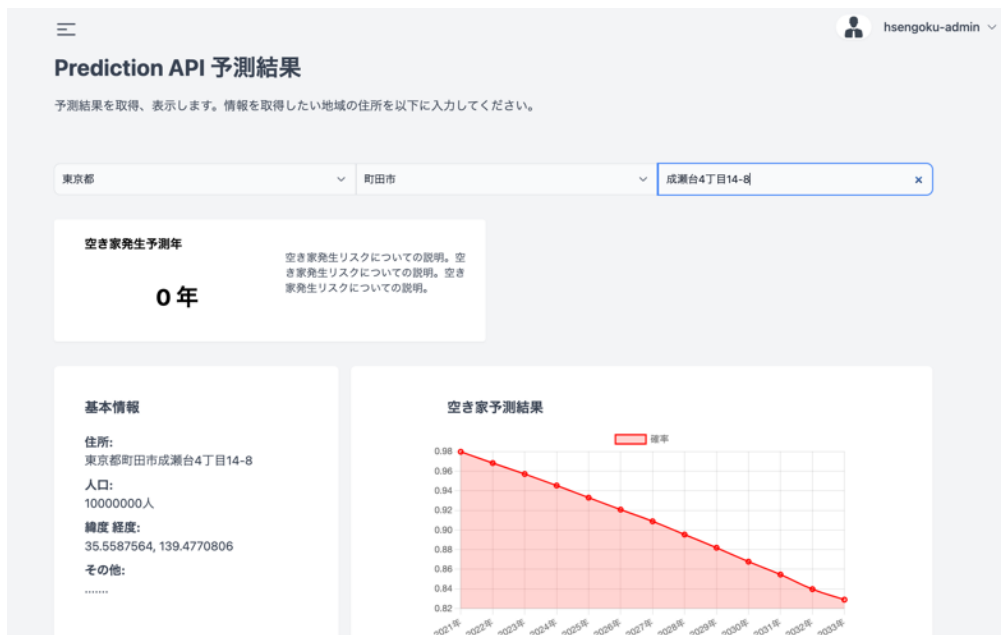 hsengoku-admin
Prediction API 予測結果
予測結果を取得、表示します。情報を取得したい地域の住所を以下に入力してください。
東京都
町田市
成瀬台4丁目14-8
空き家発生予測年
0 年
空き家発生リスクについての説明。空
き家発生リスクについての説明。空き
家発生リスクについての説明。
基本情報
住所:
東京都町田市成瀬台4丁目14-8
人口:
10000000人
緯度 経度:
35.5587564, 139.4770806
その他:
.......
空き家予測結果
確率
0.98
0.96
0.94
0.92
0.90
0.88
0.86
0.84
0.82
2021年
2022年
2023年
2024年
2025年
2026年
2027年
2028年
2029年
2030年
2031年
2032年
2033年